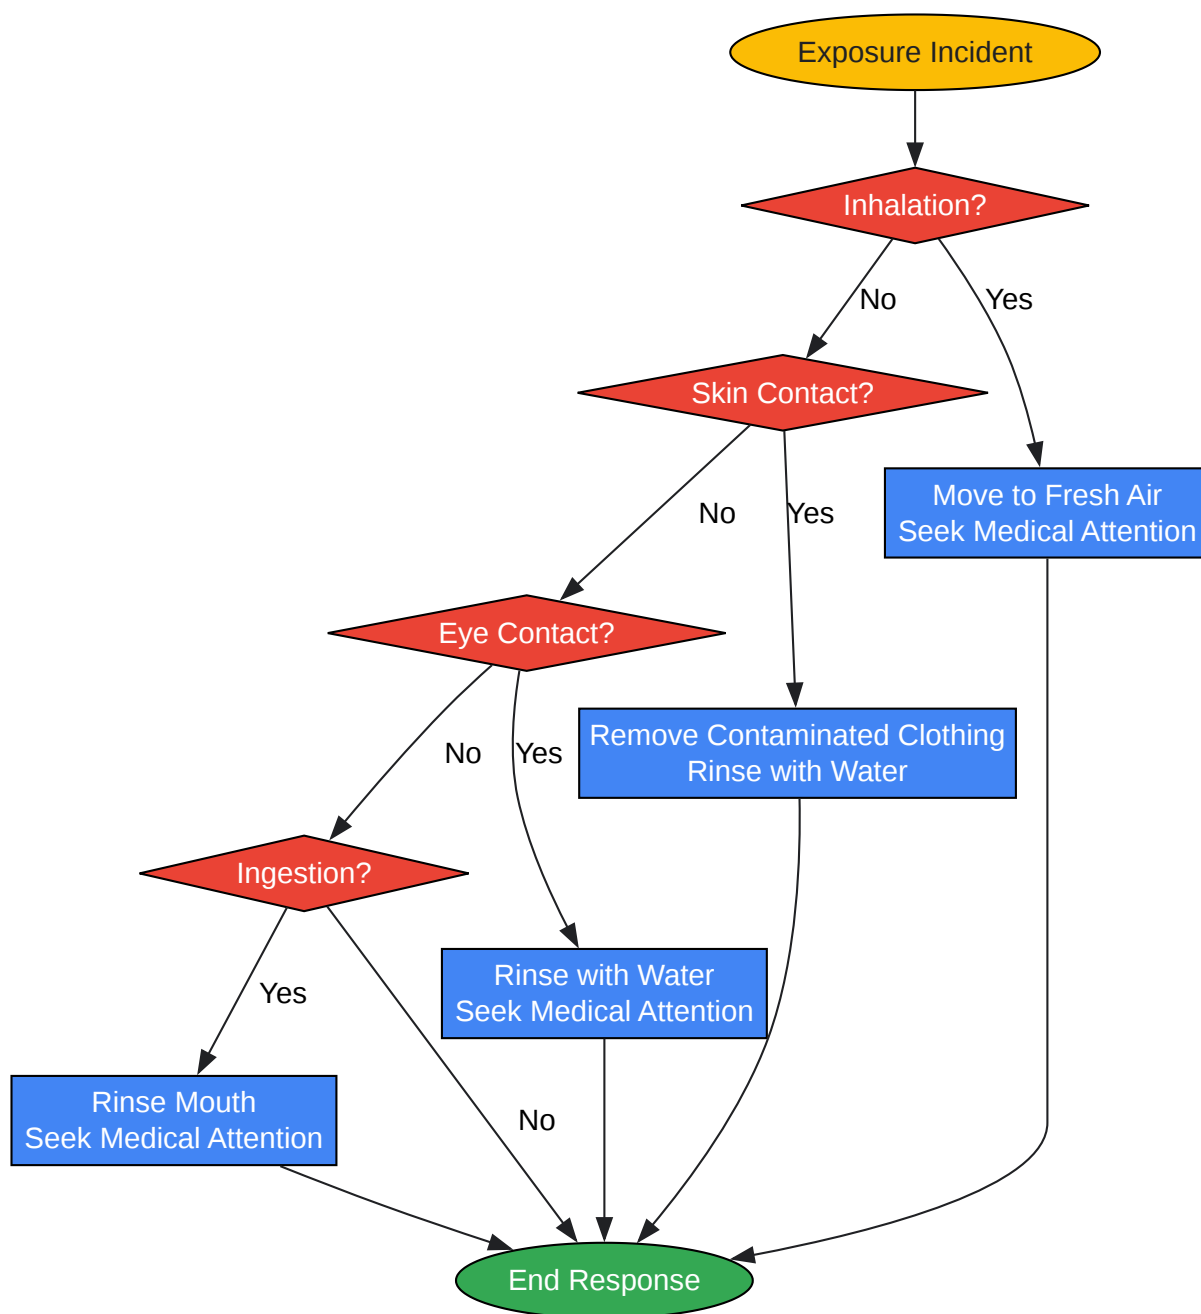 Exposure Incident
Inhalation?
No
Yes
Skin Contact?
Move to Fresh Air
Seek Medical Attention
No
Yes
Eye Contact?
Remove Contaminated Clothing
Rinse with Water
No
Yes
Ingestion?
Rinse with Water
Seek Medical Attention
Yes
Rinse Mouth
Seek Medical Attention
No
End Response